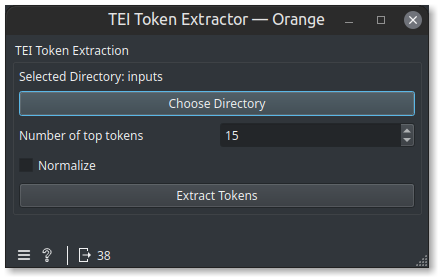 TEI Token Extractor — Orange
TEI Token Extraction
Selected Directory: inputs
Choose Directory
Number of top tokens 15
Normalize
Extract Tokens
? 38